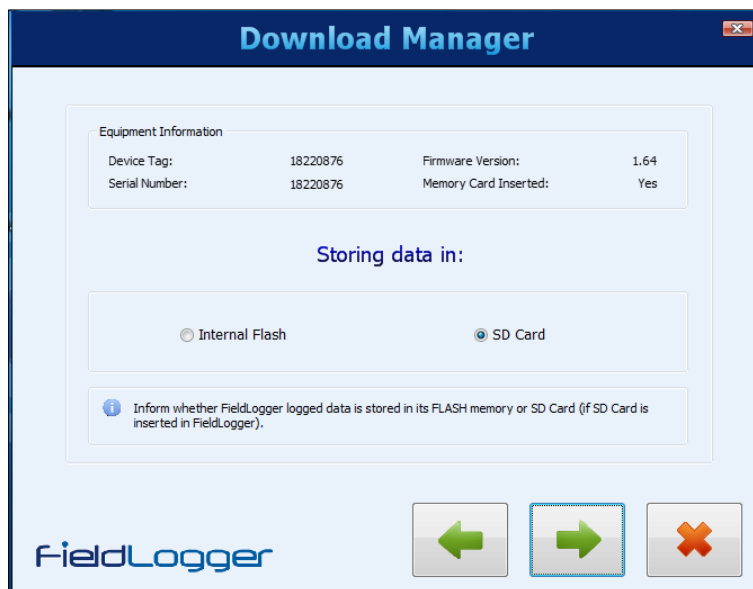 Download Manager
Equipment Information
Device Tag: 18220876 Firmware Version: 1.64
Serial Number: 18220876 Memory Card Inserted: Yes
Storing data in:
Internal Flash SD Card
Inform whether FieldLogger logged data is stored in its FLASH memory or SD Card (if SD Card is
inserted in FieldLogger).
FieldLogger